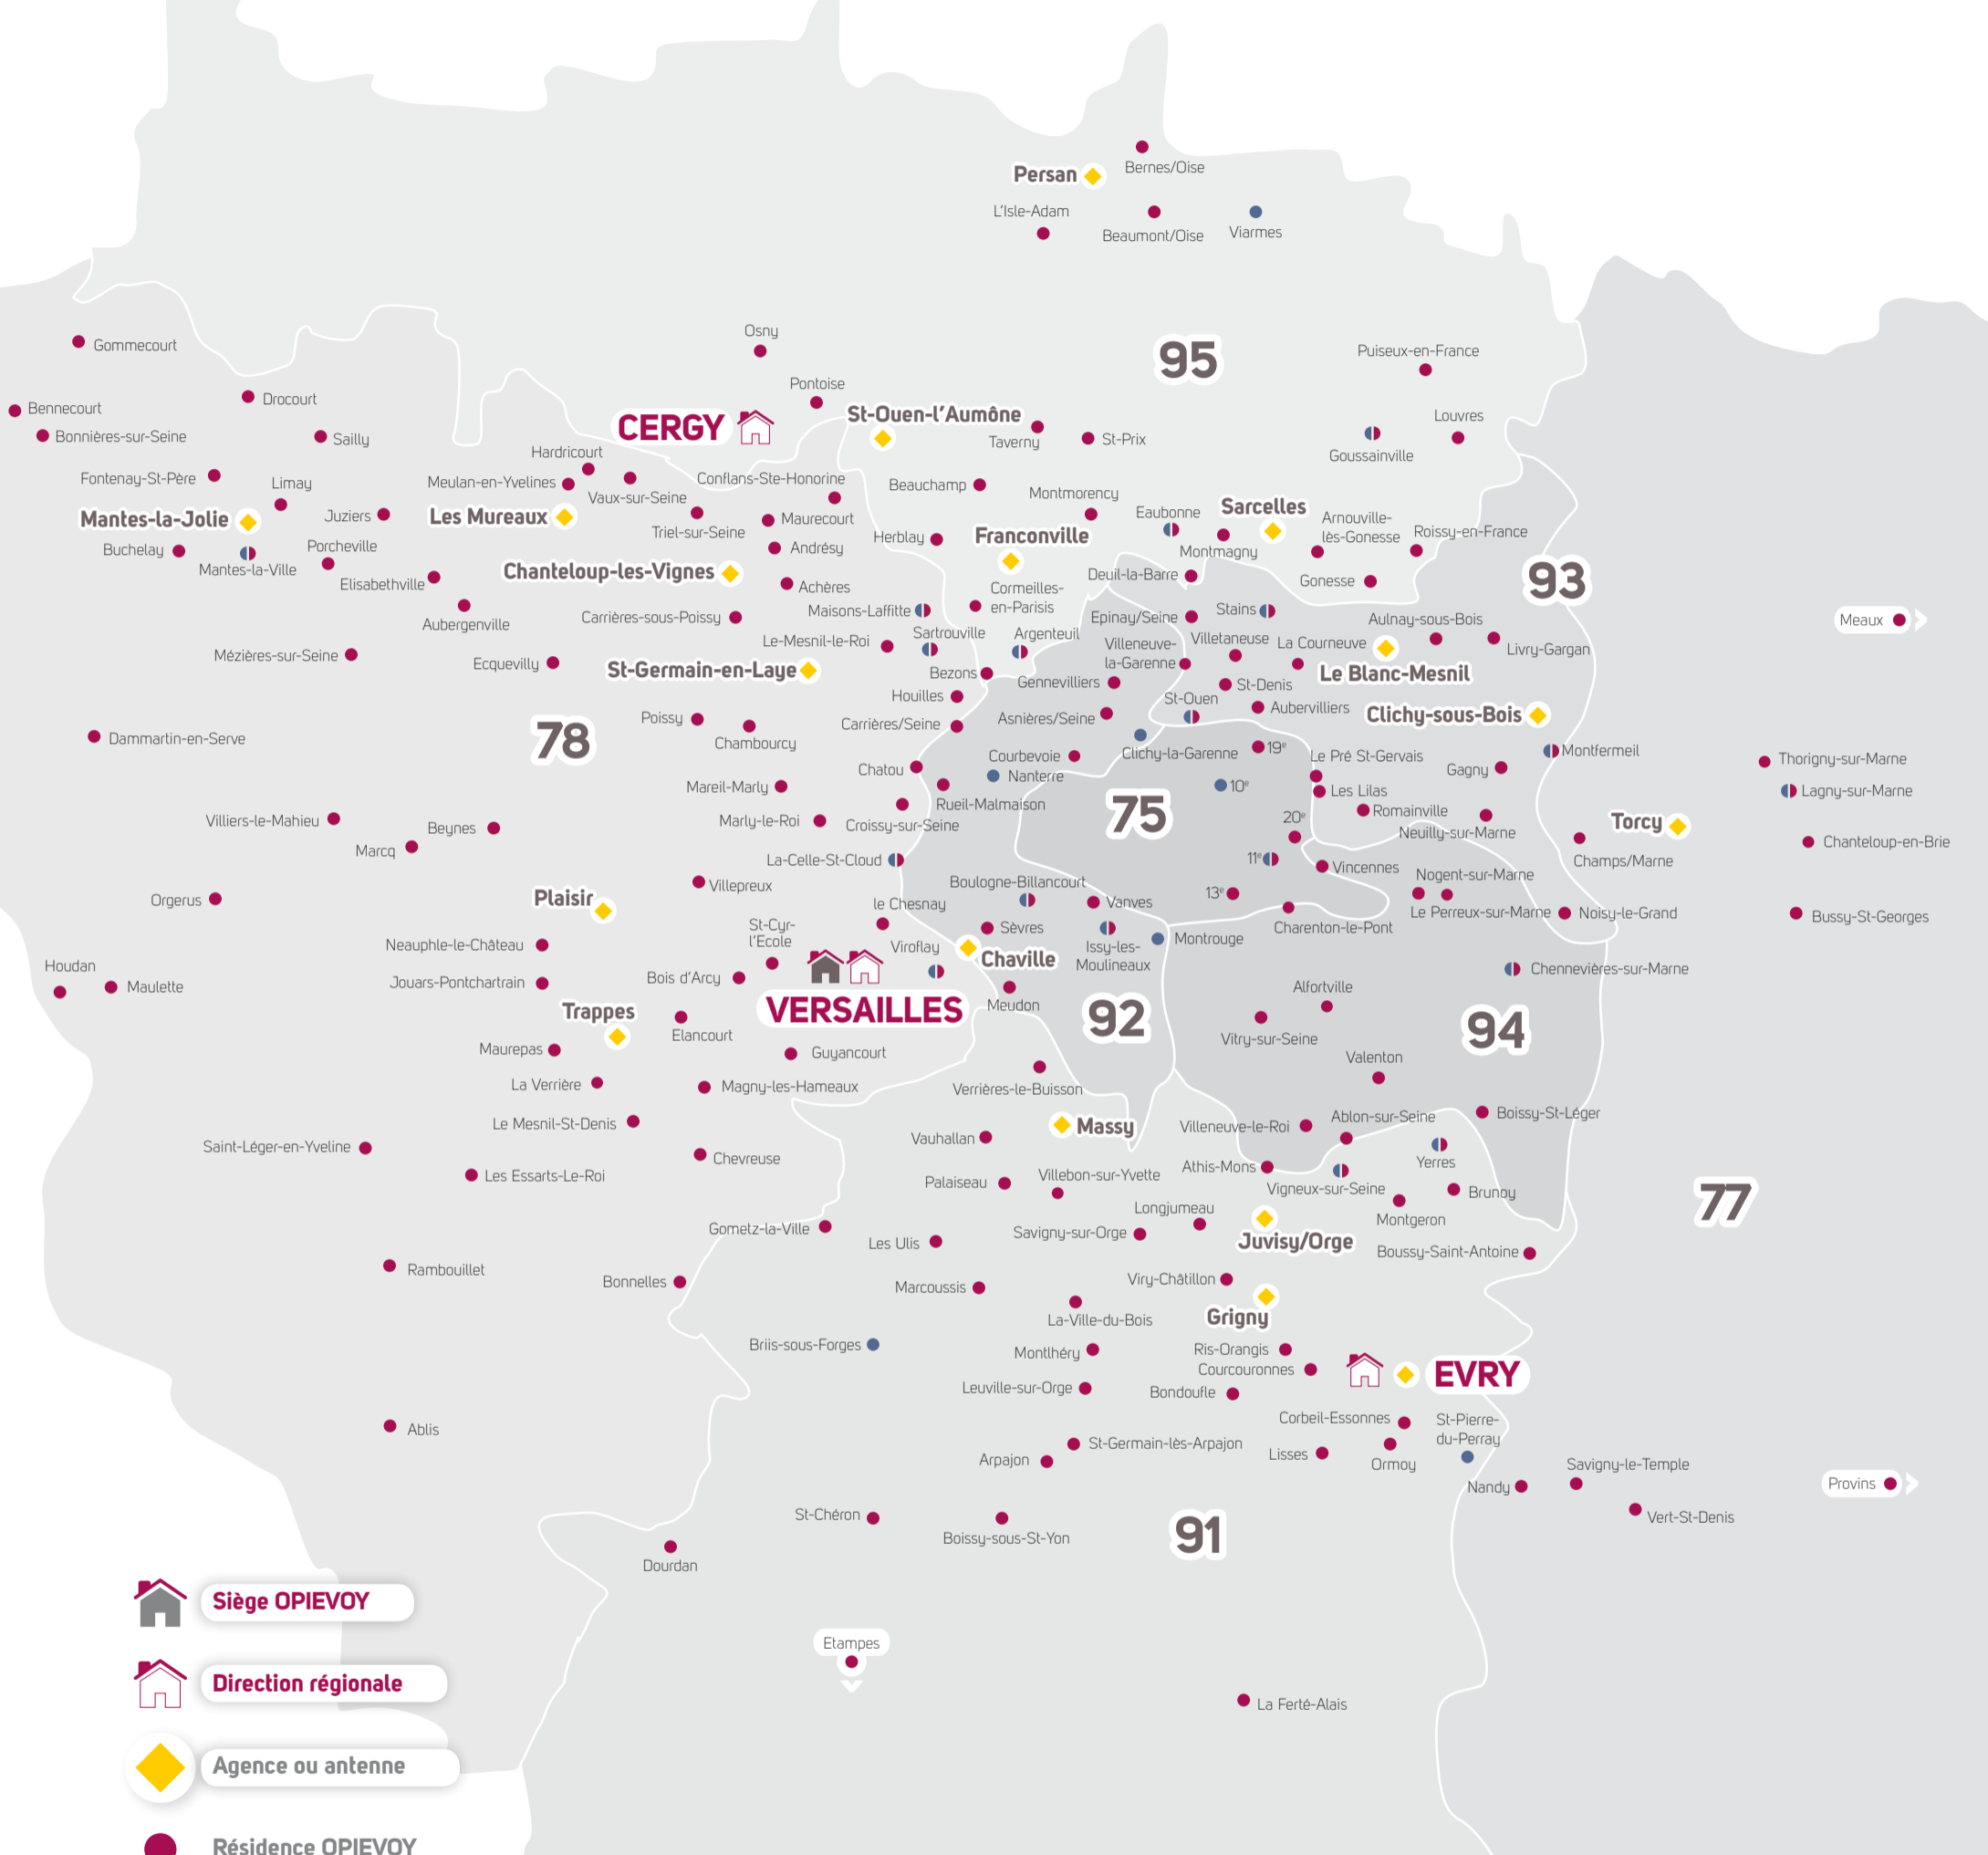 Bernes/Oise
Persan
L'Isle-Adam
Beaumont/Oise
Viarmes
Osny
95
Gommecourt
Puiseux-en-France
Pontoise
Drocourt
Bennecourt
St-Ouen-l'Aumône
Louvres
CERGY
Bonnières-sur-Seine
Sailly
Taverny
St-Prix
Goussainville
Hardricourt
Fontenay-St-Père
Limay
Meulan-en-Yvelines
Vaux-sur-Seine
Conflans-Ste-Honorine
Beauchamp
Montmorency
Mantes-la-Jolie
Juziers
Les Mureaux
Triel-sur-Seine
Maurecourt
Eaubonne
Sarcelles
Arnouville-
lès-Gonesse
Roissy-en-France
Herblay
Franconville
Montmagny
Buchelay
Porcheville
Andrésy
Mantes-la-Ville
Elisabethville
Chanteloup-les-Vignes
Achères
Deuil-la-Barre
Gonesse
93
Cormeilles-
en-Parisis
Aubergenville
Carrières-sous-Poissy
Maisons-Laffitte
Epinay/Seine
Stains
Aulnay-sous-Bois
Meaux
Sartrouville
Argenteuil
Le-Mesnil-le-Roi
Villeneuve-
la-Garenne
Villetaneuse
La Courneuve
Livry-Gargan
Mézières-sur-Seine
Ecquevilly
St-Germain-en-Laye
Bezons
Gennevilliers
Le Blanc-Mesnil
St-Denis
Houilles
St-Ouen
Aubervilliers
Clichy-sous-Bois
Poissy
Carrières/Seine
Asnières/Seine
78
Dammartin-en-Serve
Chambourcy
Clichy-la-Garenne
19e
Montfermeil
Courbevoie
Le Pré St-Gervais
Thorigny-sur-Marne
Chatou
Nanterre
Gagny
Mareil-Marly
10e
Les Lilas
Lagny-sur-Marne
Rueil-Malmaison
75
Romainville
Villiers-le-Mahieu
Beynes
Marly-le-Roi
Croissy-sur-Seine
20e
Neuilly-sur-Marne
Torcy
Marcq
Chanteloup-en-Brie
La-Celle-St-Cloud
11e
Vincennes
Champs/Marne
Villepreux
Boulogne-Billancourt
Nogent-sur-Marne
Orgerus
Plaisir
le Chesnay
Vanves
13e
Le Perreux-sur-Marne
Noisy-le-Grand
Bussy-St-Georges
St-Cyr-
l'Ecole
Sèvres
Charenton-le-Pont
Neauphle-le-Château
Viroflay
Chaville
Issy-les-
Moulineaux
Montrouge
Houdan
Maulette
Jouars-Pontchartrain
Bois d'Arcy
Chennevières-sur-Marne
VERSAILLES
Meudon
Alfortville
Trappes
92
94
Elancourt
Vitry-sur-Seine
Maurepas
Guyancourt
Valenton
La Verrière
Magny-les-Hameaux
Verrières-le-Buisson
Le Mesnil-St-Denis
Massy
Villeneuve-le-Roi
Ablon-sur-Seine
Boissy-St-Léger
Vauhallan
Saint-Léger-en-Yveline
Chevreuse
Athis-Mons
Yerres
Les Essarts-Le-Roi
Palaiseau
Villebon-sur-Yvette
Vigneux-sur-Seine
Brunoy
77
Longjumeau
Montgeron
Gometz-la-Ville
Les Ulis
Savigny-sur-Orge
Juvisy/Orge
Boussy-Saint-Antoine
Rambouillet
Bonnelles
Marcoussis
Viry-Châtillon
La-Ville-du-Bois
Grigny
Briis-sous-Forges
Montlhéry
Ris-Orangis
Courcouronnes
EVRY
Leuville-sur-Orge
Bondoufle
Ablis
Corbeil-Essonnes
St-Pierre-
du-Perray
St-Germain-lès-Arpajon
Arpajon
Lisses
Ormoy
Savigny-le-Temple
Nandy
Provins
St-Chéron
Vert-St-Denis
Boissy-sous-St-Yon
91
Dourdan
Siège OPIEVOY
Etampes
Direction régionale
La Ferté-Alais
Agence ou antenne
Résidence OPIEVOY